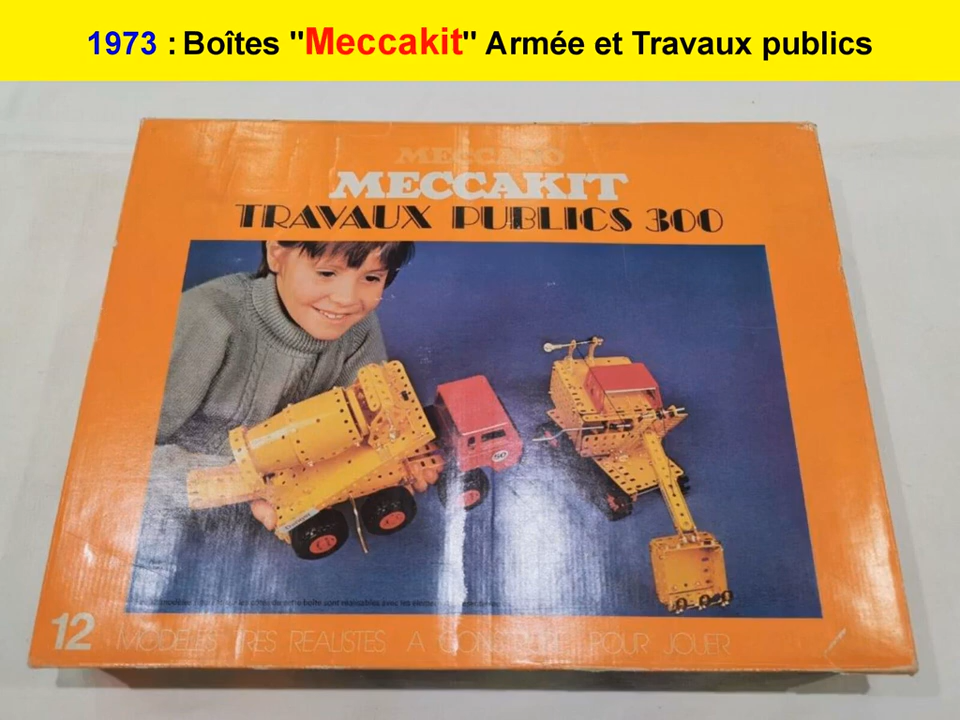 1973 : Boîtes "Meccakit" Armée et Travaux publics
MECCANO
MECCAKIT
TRAVAUX PUBLICS 300
12 MODELES TRES REALISTES A CONSTRUIRE POUR JOUER